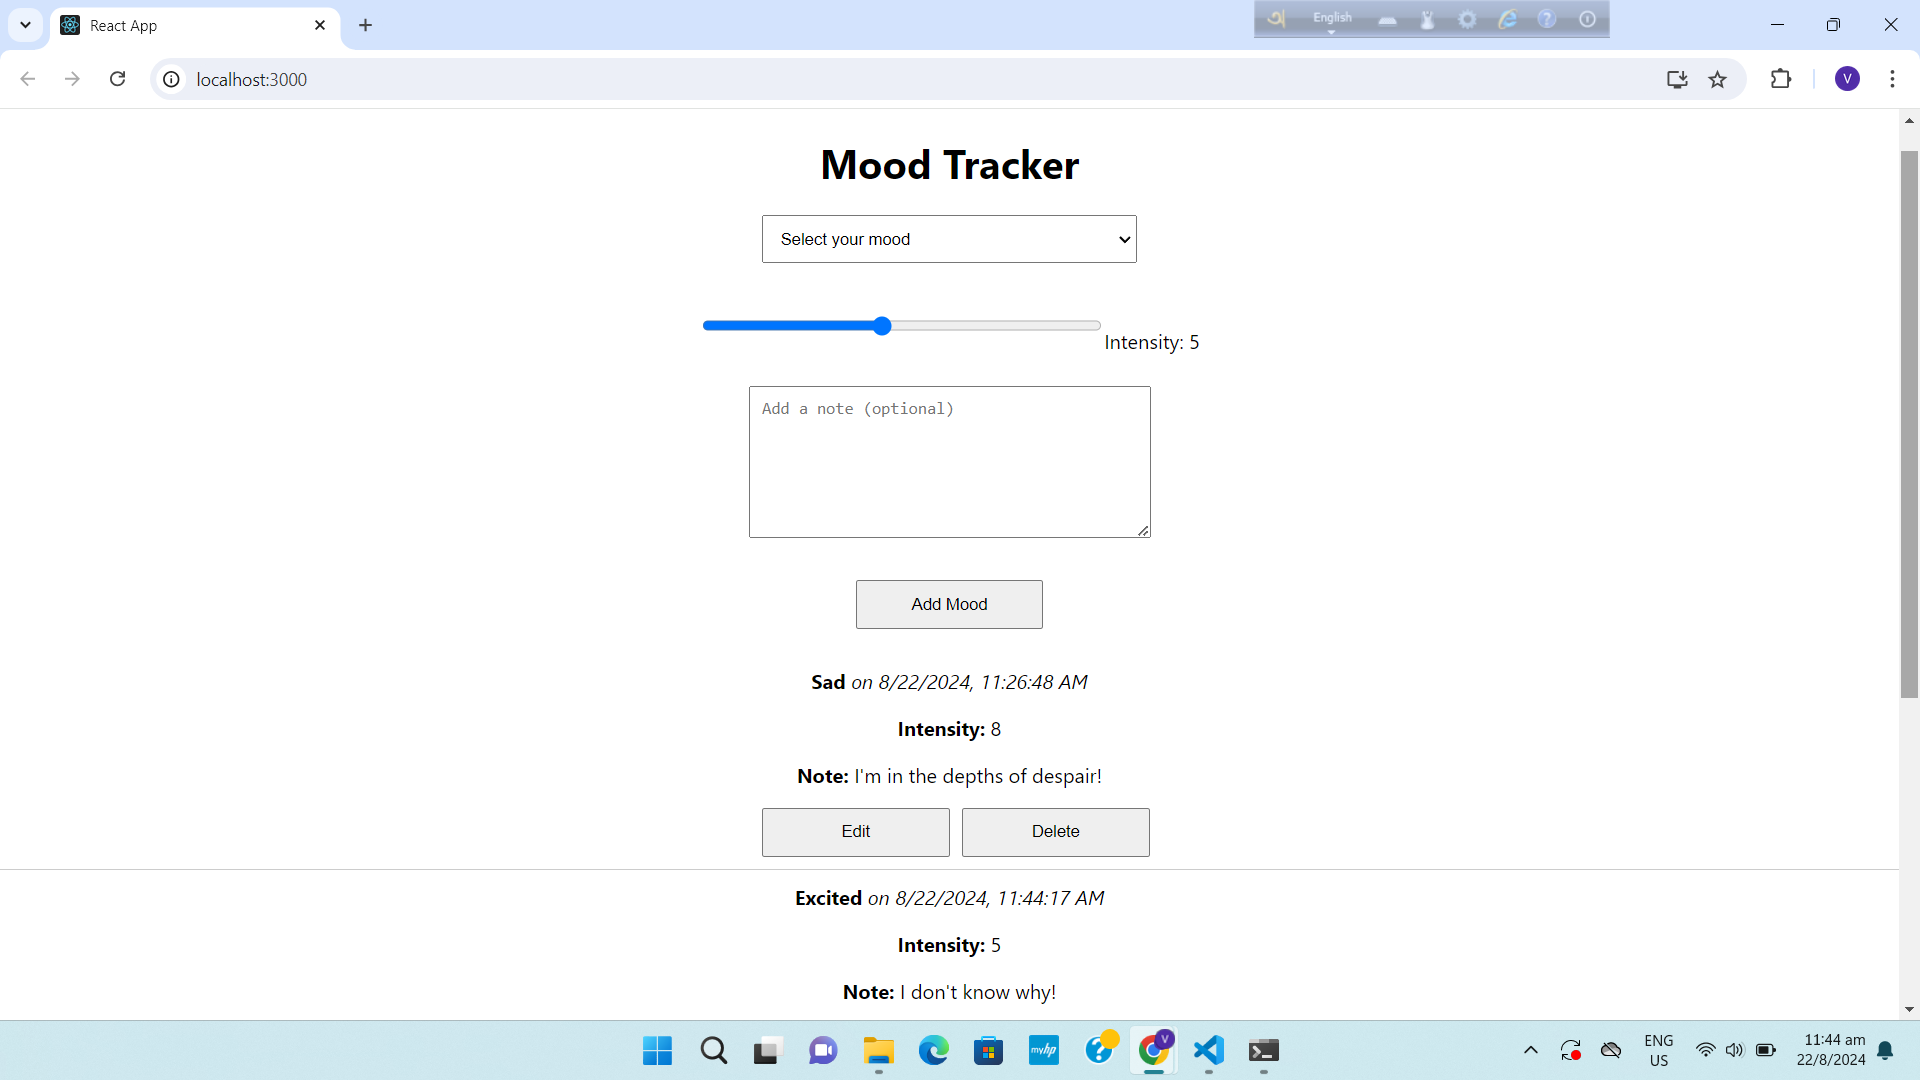 React App
English
localhost:3000
V
Mood Tracker
Select your mood
Intensity: 5
Add a note (optional)
Add Mood
Sad on 8/22/2024, 11:26:48 AM
Intensity: 8
Note: I'm in the depths of despair!
Edit Delete
Excited on 8/22/2024, 11:44:17 AM
Intensity: 5
Note: I don't know why!
myhp
V
ENG
US
11:44 am
22/8/2024